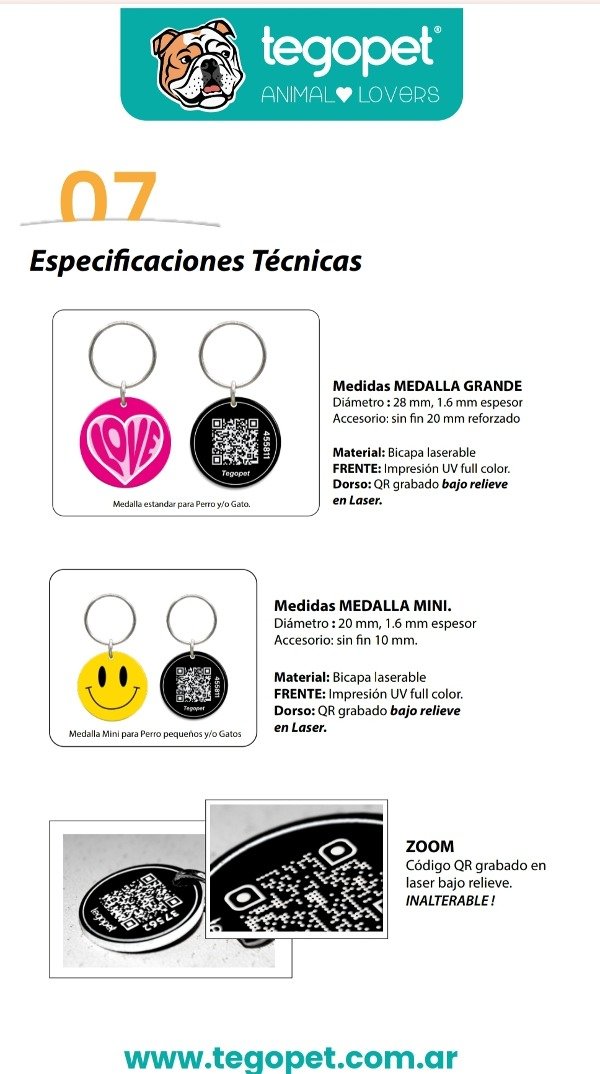 tegopet®
ANIMAL LOVERS
07
Especificaciones Técnicas
LOVE
455811
Tegopet
Medalla estandar para Perro y/o Gato.
Medidas MEDALLA GRANDE
Diámetro : 28 mm, 1.6 mm espesor
Accesorio: sin fin 20 mm reforzado
Material: Bicapa laserable
FRENTE: Impresión UV full color.
Dorso: QR grabado bajo relieve
en Laser.
455811
Tegopet
Medalla Mini para Perro pequeños y/o Gatos
Medidas MEDALLA MINI.
Diámetro : 20 mm, 1.6 mm espesor
Accesorio: sin fin 10 mm.
Material: Bicapa laserable
FRENTE: Impresión UV full color.
Dorso: QR grabado bajo relieve
en Laser.
tegopet
37562
ZOOM
Código QR grabado en
laser bajo relieve.
INALTERABLE !
www.tegopet.com.ar